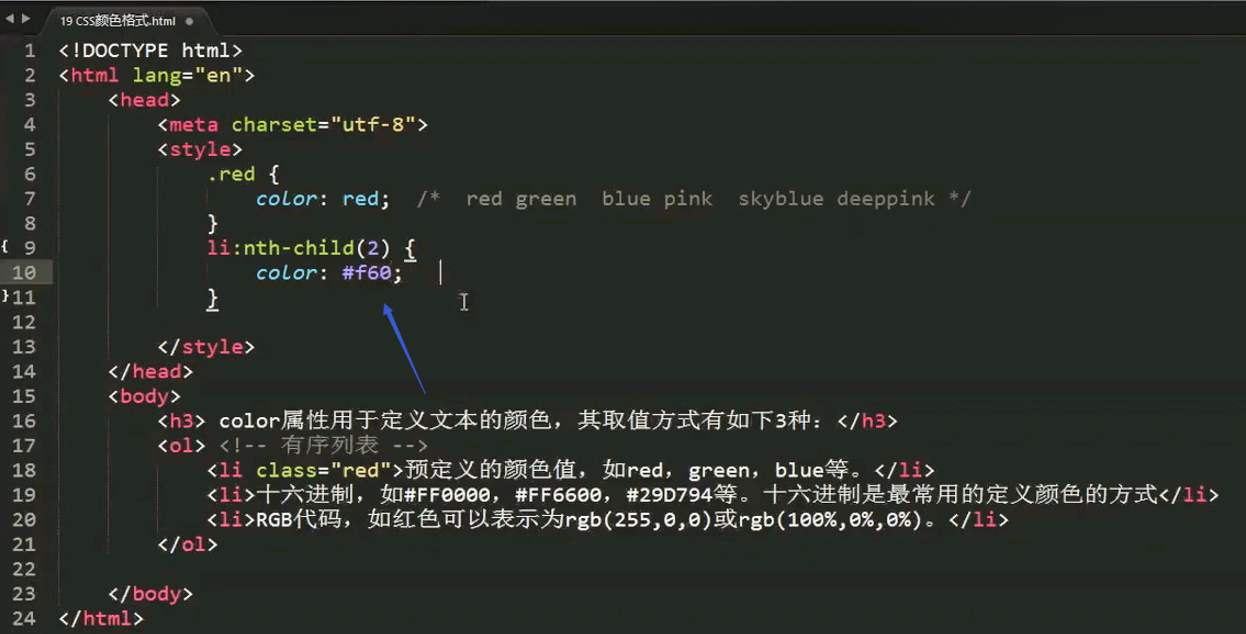 19 CSS颜色格式.html
1 <!DOCTYPE html>
2 <html lang="en">
3 <head>
4 <meta charset="utf-8">
5 <style>
6 .red {
7 color: red; /* red green blue pink skyblue deeppink */
8 }
{ 9 li:nth-child(2) {
10 color: #f60;
}11 }
12
13 </style>
14 </head>
15 <body>
16 <h3> color属性用于定义文本的颜色，其取值方式有如下3种：</h3>
17 <ol> <!-- 有序列表 -->
18 <li class="red">预定义的颜色值，如red，green，blue等。</li>
19 <li>十六进制，如#FF0000，#FF6600，#29D794等。十六进制是最常用的定义颜色的方式</li>
20 <li>RGB代码，如红色可以表示为rgb(255,0,0)或rgb(100%,0%,0%)。</li>
21 </ol>
22
23 </body>
24 </html>